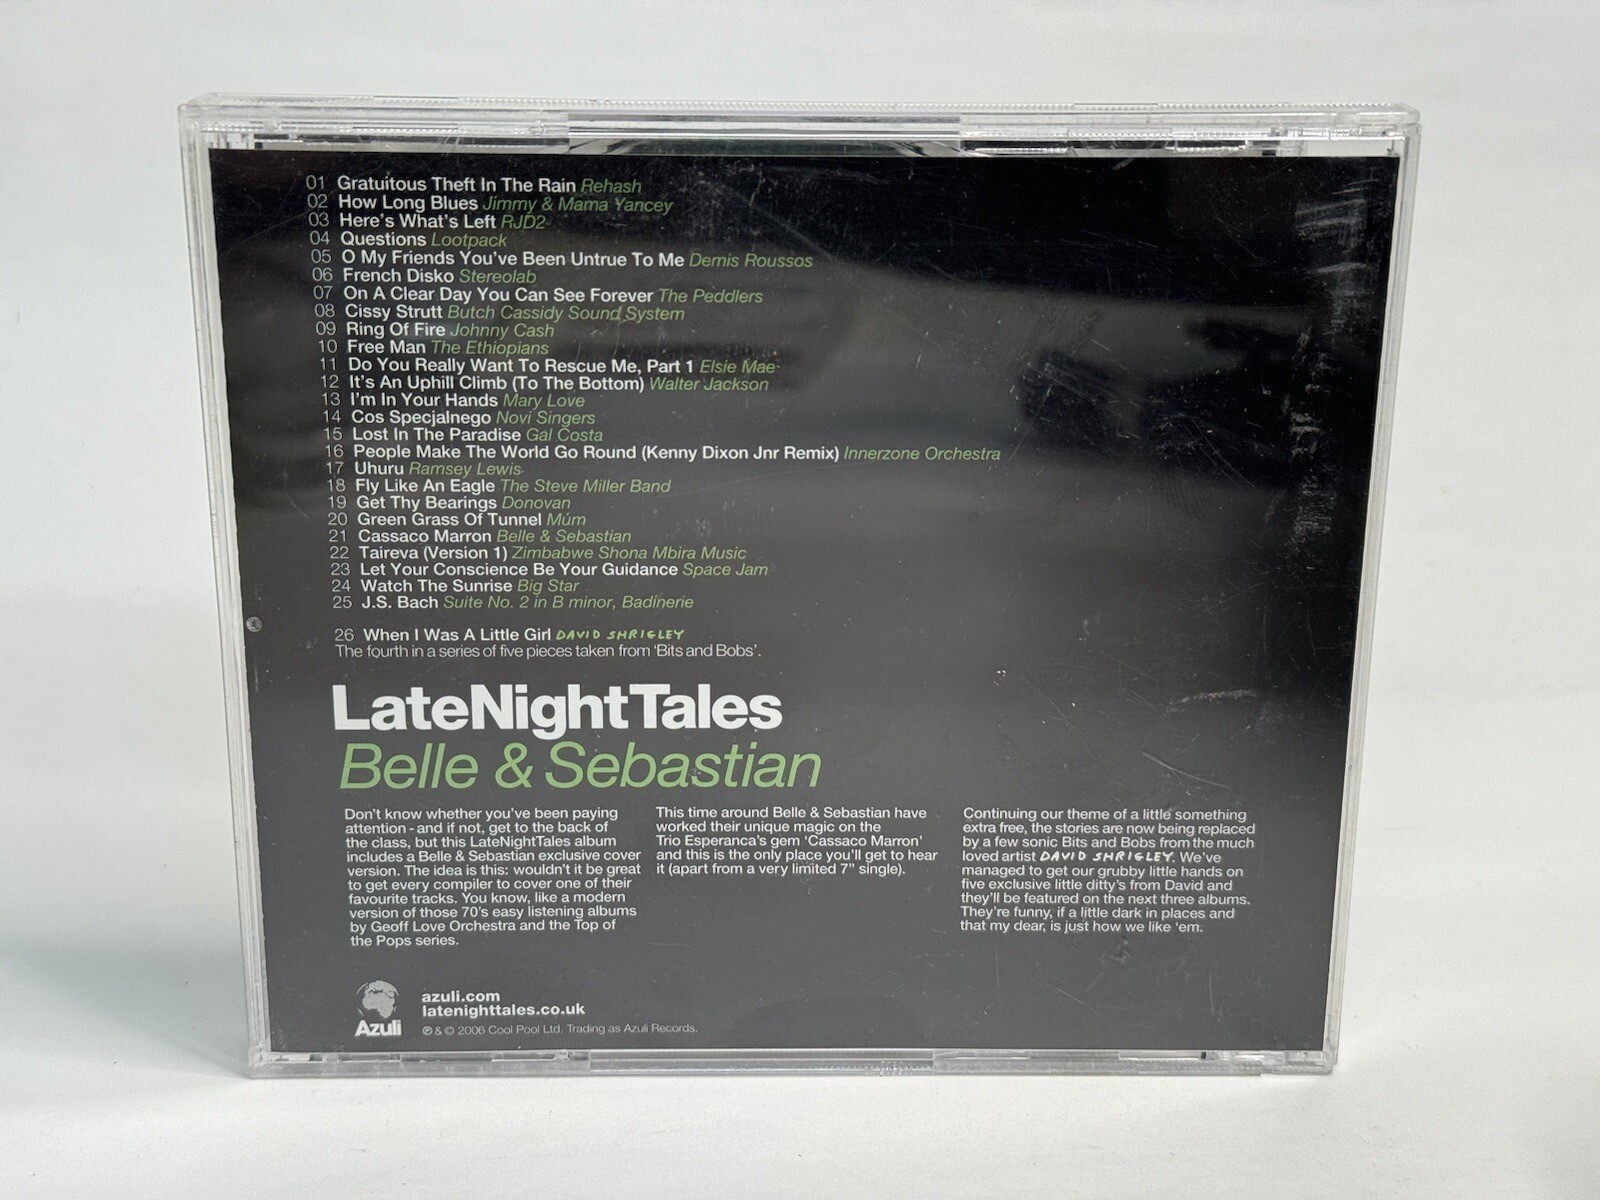 01 Gratuitous Theft In The Rain Rehash
02 How Long Blues Jimmy & Mama Yancey
03 Here's What's Left RJD2
04 Questions Lootpack
05 O My Friends You've Been Untrue To Me Demis Roussos
06 French Disko Stereolab
07 On A Clear Day You Can See Forever The Peddlers
08 Cissy Strutt Butch Cassidy Sound System
09 Ring Of Fire Johnny Cash
10 Free Man The Ethiopians
11 Do You Really Want To Rescue Me, Part 1 Elsie Mae
12 It's An Uphill Climb (To The Bottom) Walter Jackson
13 I'm In Your Hands Mary Love
14 Cos Specjalnego Novi Singers
15 Lost In The Paradise Gal Costa
16 People Make The World Go Round (Kenny Dixon Jnr Remix) Innerzone Orchestra
17 Uhuru Ramsey Lewis
18 Fly Like An Eagle The Steve Miller Band
19 Get Thy Bearings Donovan
20 Green Grass Of Tunnel Múm
21 Cassaco Marron Belle & Sebastian
22 Taireva (Version 1) Zimbabwe Shona Mbira Music
23 Let Your Conscience Be Your Guidance Space Jam
24 Watch The Sunrise Big Star
25 J.S. Bach Suite No. 2 in B minor, Badinerie
26 When I Was A Little Girl DAVID SHRIGLEY
The fourth in a series of five pieces taken from 'Bits and Bobs'.
LateNightTales
Belle & Sebastian
Don't know whether you've been paying
attention - and if not, get to the back of
the class, but this LateNightTales album
includes a Belle & Sebastian exclusive cover
version. The idea is this: wouldn't it be great
to get every compiler to cover one of their
favourite tracks. You know, like a modern
version of those 70's easy listening albums
by Geoff Love Orchestra and the Top of
the Pops series.
This time around Belle & Sebastian have
worked their unique magic on the
Trio Esperanca's gem 'Cassaco Marron'
and this is the only place you'll get to hear
it (apart from a very limited 7" single).
Continuing our theme of a little something
extra free, the stories are now being replaced
by a few sonic Bits and Bobs from the much
loved artist DAVID SHRIGLEY. We've
managed to get our grubby little hands on
five exclusive little ditty's from David and
they'll be featured on the next three albums.
They're funny, if a little dark in places and
that my dear, is just how we like 'em.
Azuli
azuli.com
latenighttales.co.uk
℗ & © 2006 Cool Pool Ltd. Trading as Azuli Records.